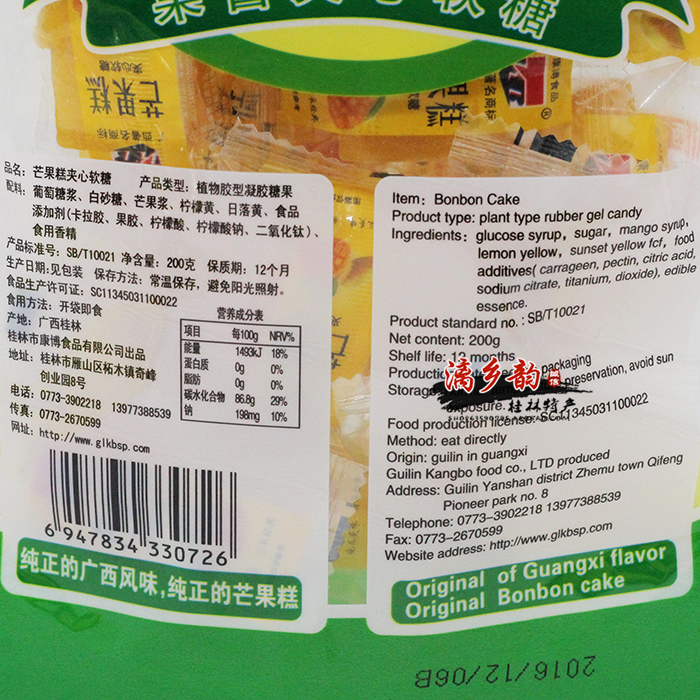 芒果糕
夹心软糖
芒果糕
品名：芒果糕夹心软糖 产品类型：植物胶型凝胶糖果
配料：葡萄糖浆、白砂糖、芒果浆、柠檬黄、日落黄、食品
添加剂(卡拉胶、果胶、柠檬酸、柠檬酸钠、二氧化钛)、
食用香精
产品标准号：SB/T10021 净含量：200克 保质期：12个月
生产日期：见包装 保存方法：常温保存，避免阳光照射。
食品生产许可证：SC11345031100022
食用方法：开袋即食
产地：广西桂林
桂林市康博食品有限公司出品
地址：桂林市雁山区柘木镇奇峰
创业园8号
电话：0773-3902218 13977388539
传真：0773-2670599
网址：http://www.glkbsp.com
营养成分表
项目 每100g NRV%
能量 1493KJ 18%
蛋白质 0g 0%
脂肪 0g 0%
碳水化合物 86.8g 29%
钠 198mg 10%
6 947834 330726
纯正的广西风味，纯正的芒果糕
Item：Bonbon Cake
Product type: plant type rubber gel candy
Ingredients: glucose syrup, sugar, mango syrup,
lemon yellow, sunset yellow fcf, food
additives( carrageen, pectin, citric acid,
sodium citrate, titanium, dioxide), edible
essence.
Product standard no.：SB/T10021
Net content: 200g
Shelf life: 12 months
packaging
preservation, avoid sun
exposure.
Food production license: SC11345031100022
Method: eat directly
Origin: guilin in guangxi
Guilin Kangbo food co., LTD produced
Address: Guilin Yanshan district Zhemu town Qifeng
Pioneer park no. 8
Telephone: 0773-3902218 13977388539
Fax: 0773-2670599
Website address: http://www.glkbsp.com
漓乡韵
桂林特产
Original of Guangxi flavor
Original Bonbon cake
2016/12/06B